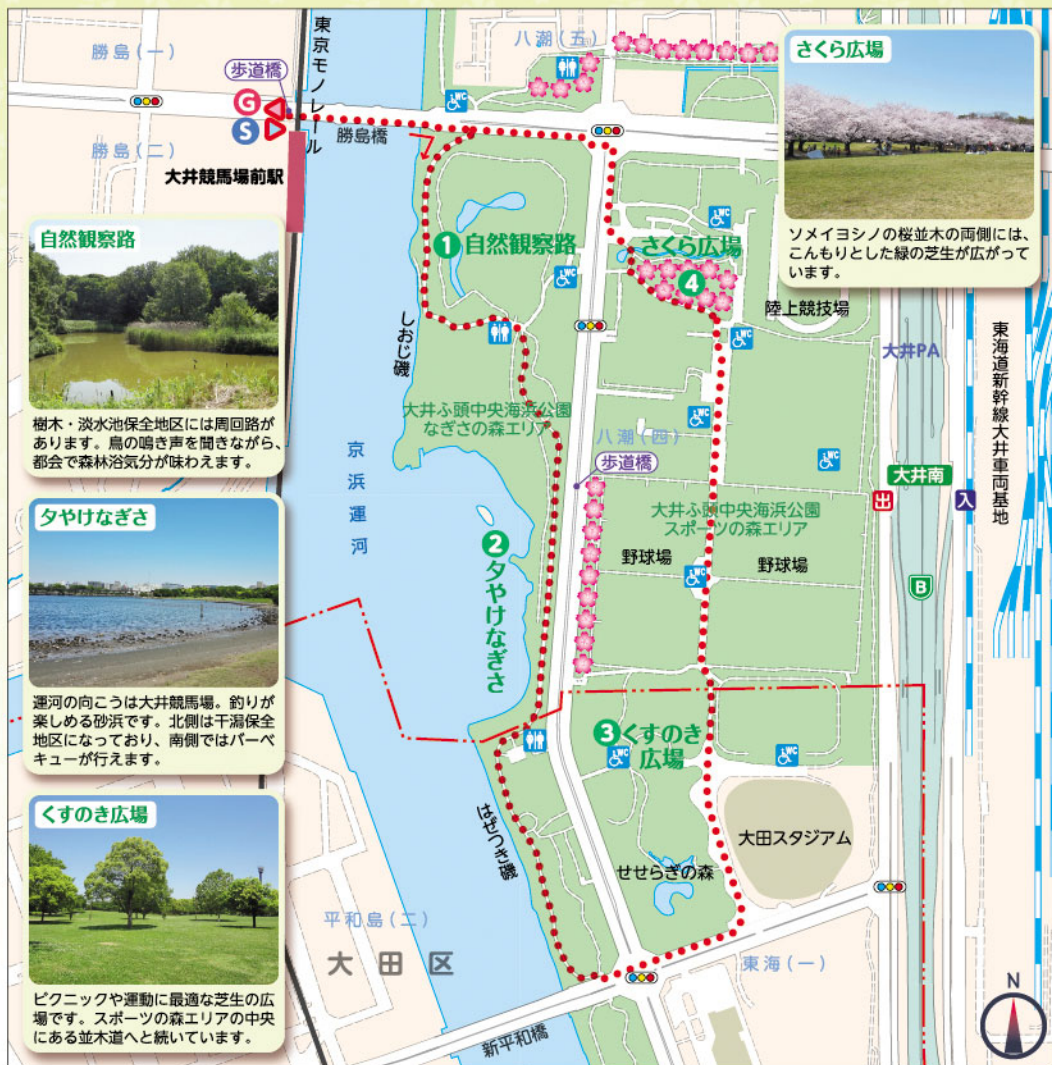 勝島(一)
東京モノレール
八潮(五)
歩道橋
G
S
勝島橋
勝島(二)
大井競馬場前駅
WC
さくら広場
ソメイヨシノの桜並木の両側には、
こんもりとした緑の芝生が広がって
います。
自然観察路
樹木・淡水池保全地区には周回路が
あります。鳥の鳴き声を聞きながら、
都会で森林浴気分が味わえます。
1 自然観察路
WC
WC
さくら広場
4
陸上競技場
WC
大井PA
東海道新幹線大井車両基地
しおじ磯
大井ふ頭中央海浜公園
なぎさの森エリア
WC
八潮(四)
歩道橋
WC
大井南
出
入
京浜運河
大井ふ頭中央海浜公園
スポーツの森エリア
野球場
WC
野球場
B
夕やけなぎさ
運河の向こうは大井競馬場。釣りが
楽しめる砂浜です。北側は干潟保全
地区になっており、南側ではバーベ
キューが行えます。
2 夕やけなぎさ
3 くすのき
広場
WC
WC
はぜつき磯
大田スタジアム
せせらぎの森
くすのき広場
ピクニックや運動に最適な芝生の広
場です。スポーツの森エリアの中央
にある並木道へと続いています。
平和島(二)
大田区
東海(一)
新平和橋
N